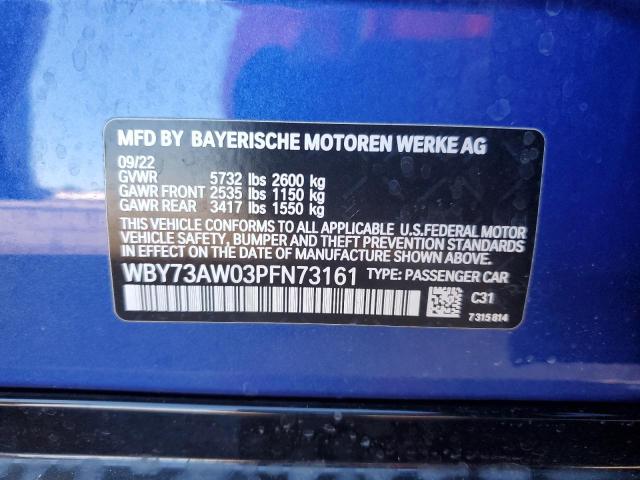 MFD BY BAYERISCHE MOTOREN WERKE AG
09/22
GVWR 5732 lbs 2600 kg
GAWR FRONT 2535 lbs 1150 kg
GAWR REAR 3417 lbs 1550 kg
THIS VEHICLE CONFORMS TO ALL APPLICABLE U.S.FEDERAL MOTOR
VEHICLE SAFETY, BUMPER AND THEFT PREVENTION STANDARDS
IN EFFECT ON THE DATE OF MANUFACTURE SHOWN ABOVE.
WBY73AW03PFN73161 TYPE: PASSENGER CAR
C31
7315814